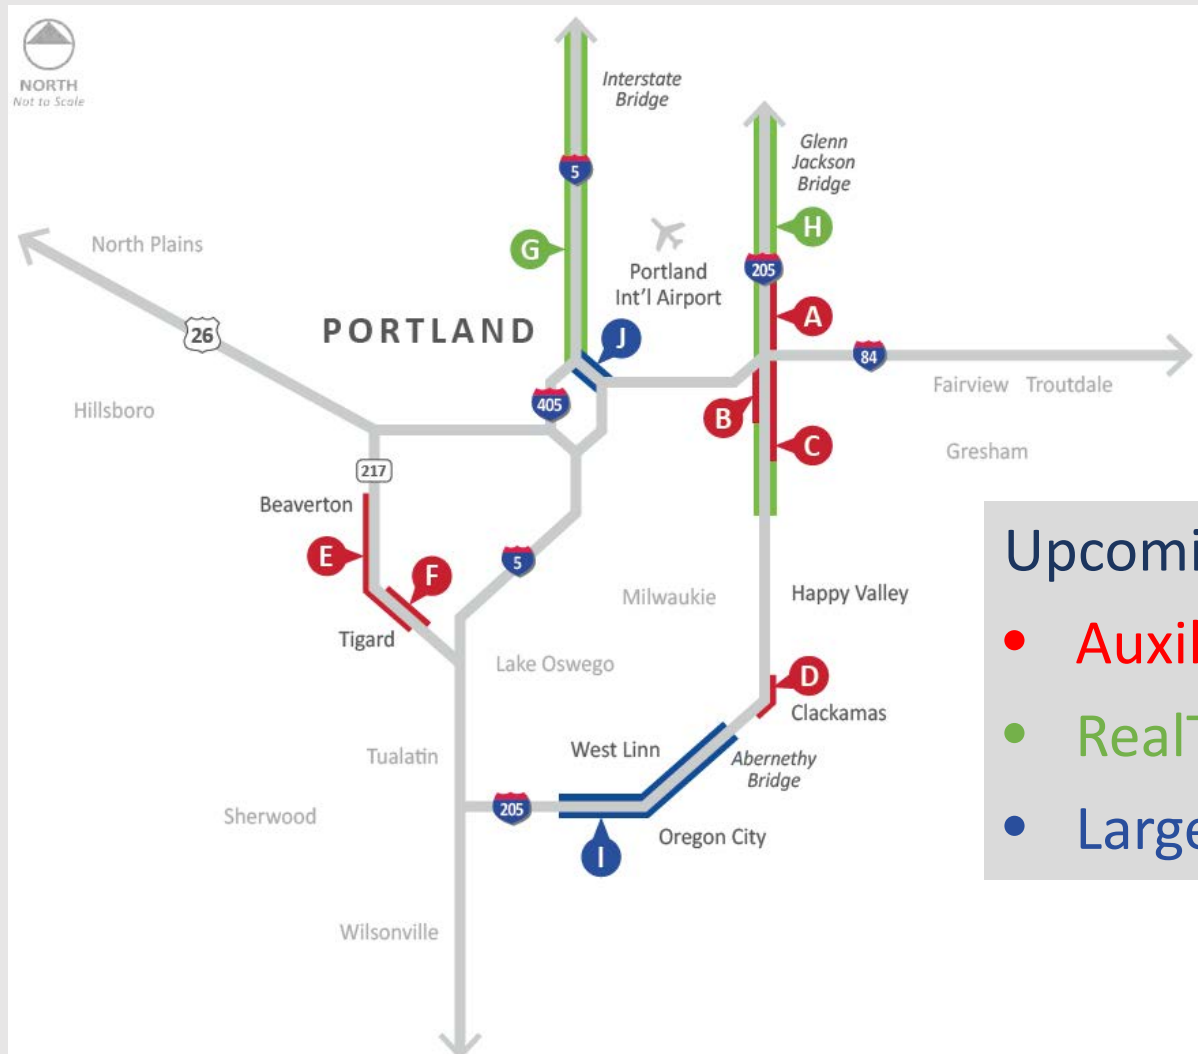 NORTH
Not to Scale
Interstate
Bridge
Glenn
Jackson
Bridge
5
H
G
North Plains
Portland
Int'l Airport
205
26
PORTLAND
A
J
84
Fairview Troutdale
Hillsboro
405
B
C
Gresham
217
Beaverton
E
5
F
Upcomi
Milwaukie
Happy Valley
Tigard
Auxil
Lake Oswego
D
Clackamas
RealT
West Linn
Abernethy
Bridge
Tualatin
Sherwood
205
Oregon City
Large
I
Wilsonville